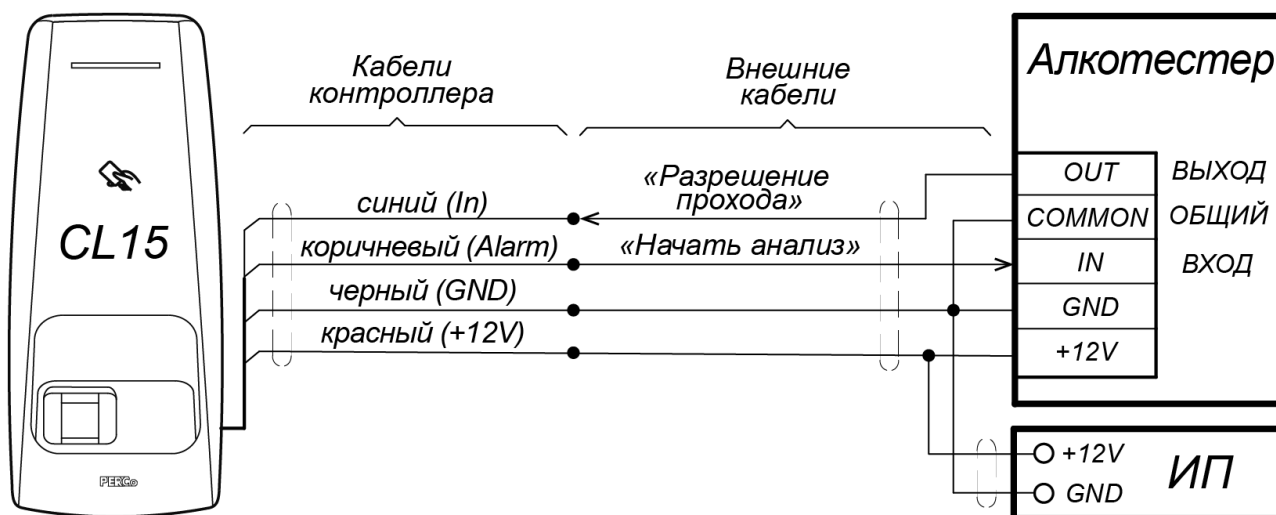 Кабели
контроллера
Внешние
кабели
Алкотестер
CL15
PERCo
синий (In)
коричневый (Alarm)
черный (GND)
красный (+12V)
«Разрешение
прохода»
«Начать анализ»
OUT ВЫХОД
COMMON ОБЩИЙ
IN ВХОД
GND
+12V
+12V
GND
ИП